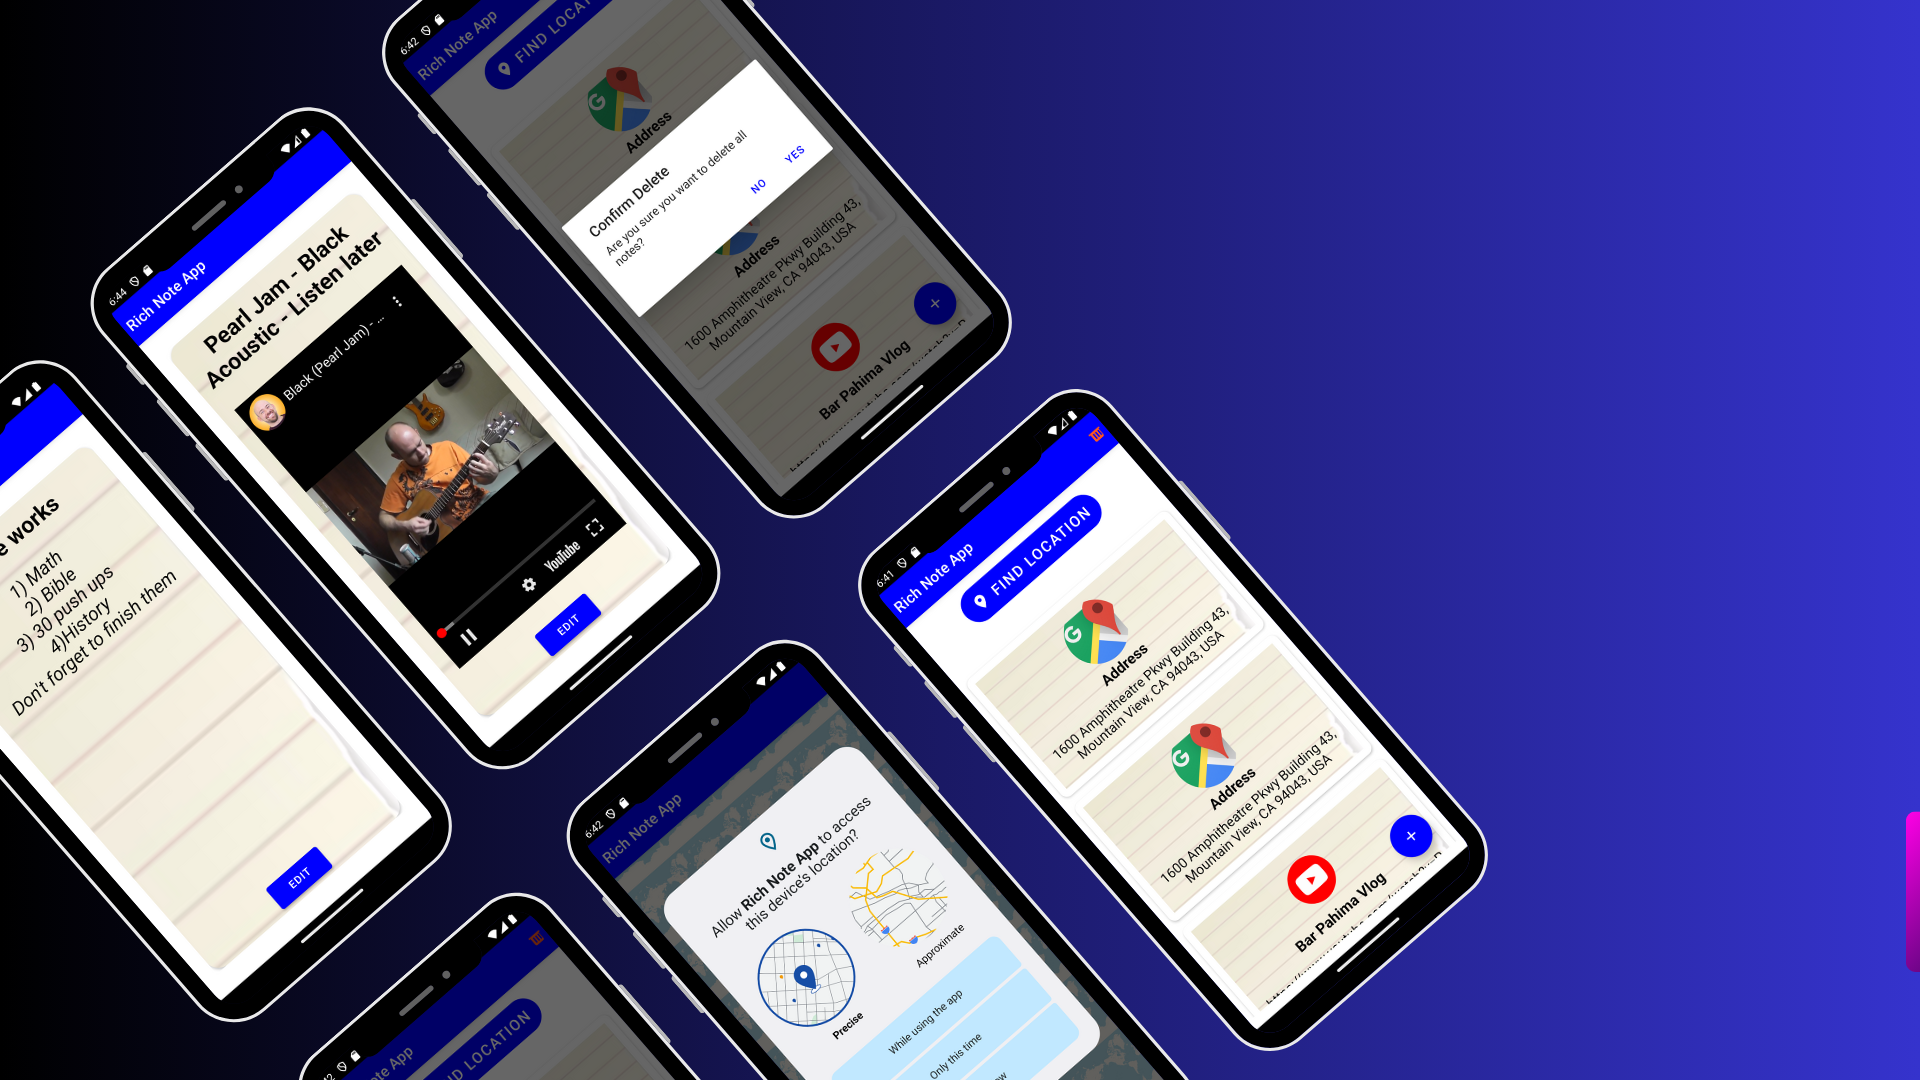 6:42
Rich Note App
FIND LOCAT
Address
Confirm Delete
Are you sure you want to delete all
notes?
NO
YES
Address
1600 Amphitheatre Pkwy Building 43,
Mountain View, CA 94043, USA
+
Bar Pahima Vlog
6:44
Rich Note App
Pearl Jam - Black
Acoustic - Listen later
Black (Pearl Jam) - ...
YouTube
EDIT
e works
1) Math
2) Bible
3) 30 push ups
4)History
Don't forget to finish them
EDIT
6:41
Rich Note App
FIND LOCATION
G
Address
1600 Amphitheatre Pkwy Building 43,
Mountain View, CA 94043, USA
G
Address
1600 Amphitheatre Pkwy Building 43,
Mountain View, CA 94043, USA
+
Bar Pahima Vlog
6:42
Rich Note App
Allow Rich Note App to access
this device's location?
Precise
Approximate
While using the app
Only this time
42
ote App
ND LOCATION